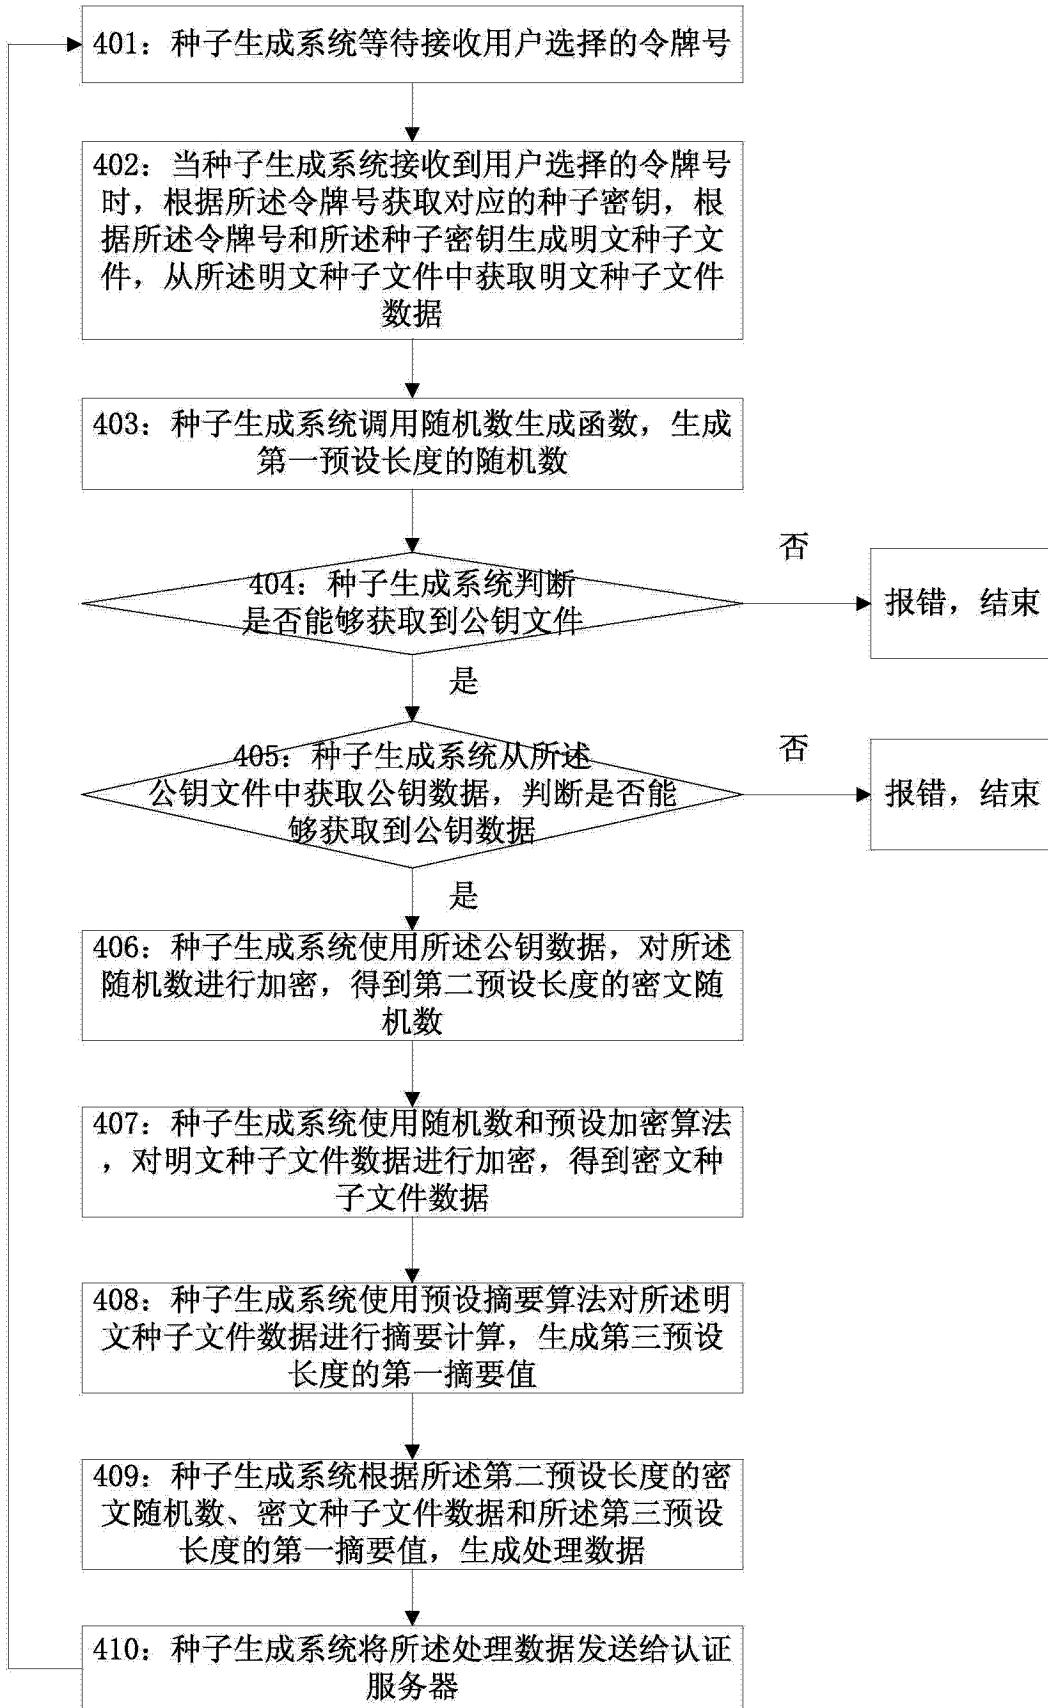 401：种子生成系统等待接收用户选择的令牌号
402：当种子生成系统接收到用户选择的令牌号
时，根据所述令牌号获取对应的种子密钥，根
据所述令牌号和所述种子密钥生成明文种子文
件，从所述明文种子文件中获取明文种子文件
数据
403：种子生成系统调用随机数生成函数，生成
第一预设长度的随机数
404：种子生成系统判断
是否能够获取到公钥文件
否
报错，结束
是
405：种子生成系统从所述
公钥文件中获取公钥数据，判断是否能
够获取到公钥数据
否
报错，结束
是
406：种子生成系统使用所述公钥数据，对所述
随机数进行加密，得到第二预设长度的密文随
机数
407：种子生成系统使用随机数和预设加密算法
，对明文种子文件数据进行加密，得到密文种
子文件数据
408：种子生成系统使用预设摘要算法对所述明
文种子文件数据进行摘要计算，生成第三预设
长度的第一摘要值
409：种子生成系统根据所述第二预设长度的密
文随机数、密文种子文件数据和所述第三预设
长度的第一摘要值，生成处理数据
410：种子生成系统将所述处理数据发送给认证
服务器